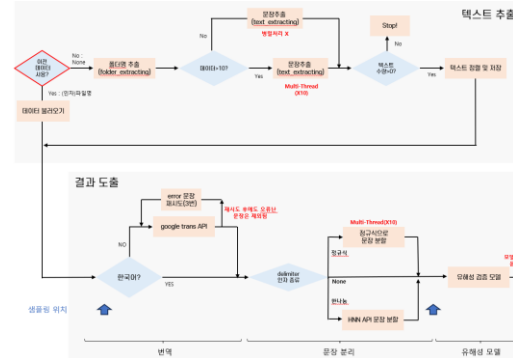 텍스트 추출
No
문장추출
(text_extracting)
병렬처리 X
Stop!
No
이전
데이터
사용?
No :
None
폴더명 추출
(folder_extracting)
데이터>10?
Yes
문장추출
(text_extracting)
Multi-Thread
(X10)
텍스트
수량>0?
Yes
텍스트 정렬 및 저장
Yes : (인자)파일명
데이터 불러오기
결과 도출
error 문장
재시도(3번)
재시도 후에도 오류난
문장은 제외됨
google trans API
NO
한국어?
YES
Multi-Thread(X10)
정규식으로
문장 분할
정규식
delimiter
인자 종류
None
한나눔
HNN API 문장 분할
유해성 검증 모델
샘플링 위치
번역
문장 분리
유해성 모델